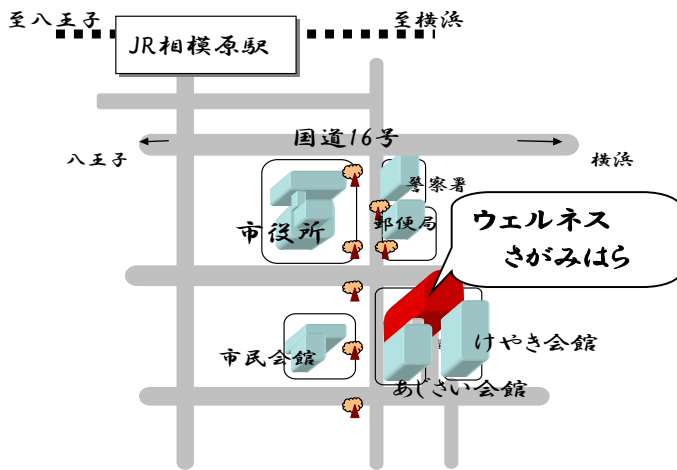 至八王子
至横浜
JR相模原駅
国道16号
八王子
横浜
警察署
郵便局
市役所
ウェルネス
さがみはら
市民会館
けやき会館
あじさい会館